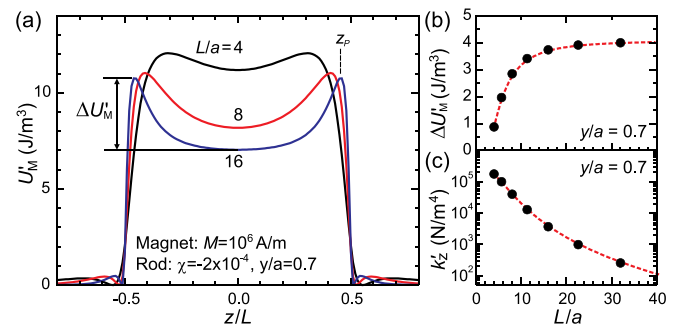 (a)
L/a=4
z_P
10
ΔU'_M
8
16
5
U'_M (J/m³)
Magnet: M=10⁶ A/m
Rod: χ=-2x10⁻⁴, y/a=0.7
0
-0.5
0.0
0.5
z/L
(b)
5
4
3
2
1
0
ΔU'_M (J/m³)
y/a = 0.7
(c)
y/a = 0.7
10⁵
10⁴
10³
10²
k'_Z (N/m⁴)
0 10 20 30 40
L/a